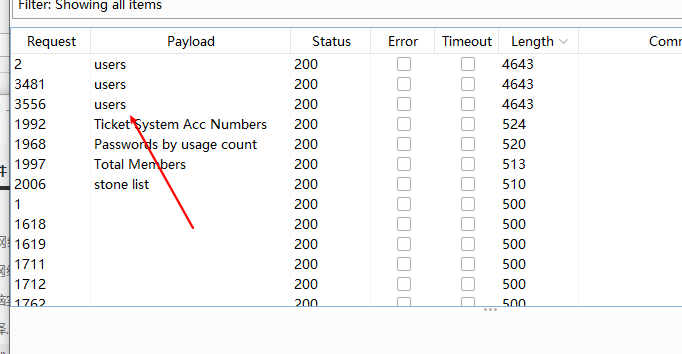 Filter: Showing all items
Request Payload Status Error Timeout Length Comm
2 users 200 4643
3481 users 200 4643
3556 users 200 4643
1992 Ticket System Acc Numbers 200 524
1968 Passwords by usage count 200 520
1997 Total Members 200 513
2006 stone list 200 510
1 200 500
1618 200 500
1619 200 500
1711 200 500
1712 200 500
1762 200 500